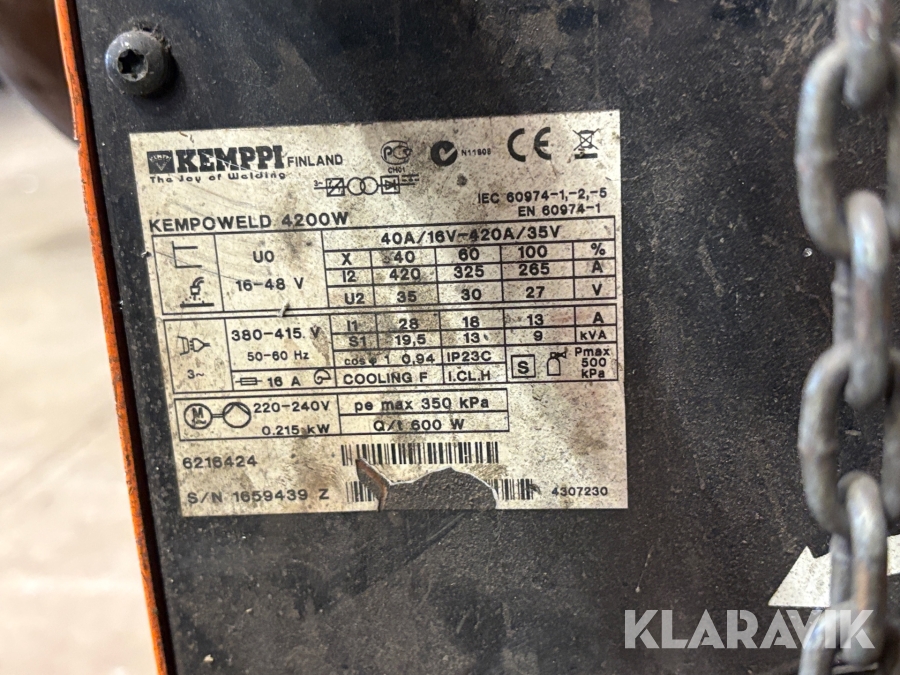 KEMPPI FINLAND
The Joy of Welding
CH01
N11808
CE
IEC 60974-1,-2,-5
EN 60974-1
KEMPOWELD 4200W
40A/16V-420A/35V
U0
16-48 V
X 40 60 100 %
I2 420 325 265 A
U2 35 30 27 V
3~
380-415 V
50-60 Hz
16 A
I1 28 18 13 A
S1 19,5 13 9 kVA
0,94 IP23C
COOLING F I.CL.H
S
Pmax
500
kPa
M
220-240V
0.215 kW
pe max 350 kPa
Q/t 600 W
6216424
S/N 1659439 Z
4307230
KLARAVIK